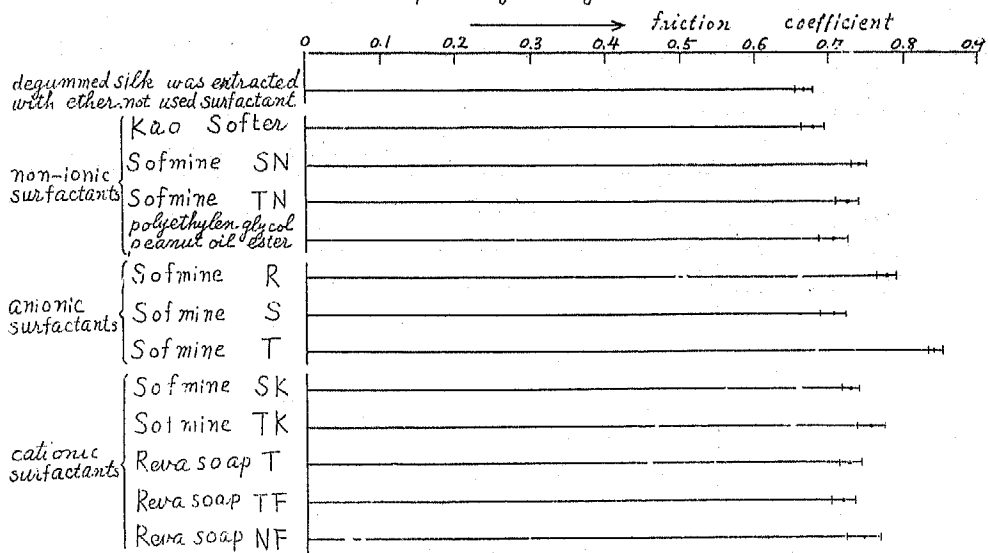 friction coefficient
0 0.1 0.2 0.3 0.4 0.5 0.6 0.7 0.8 0.9
degummed silk was extracted
with ether.not used surfactant
non-ionic
surfactants
Kao Softer
Sofmine SN
Sofmine TN
polyethylen.glycol
peanut oil ester
anionic
surfactants
Sofmine R
Sofmine S
Sofmine T
cationic
surfactants
Sofmine SK
Sofmine TK
Reva soap T
Reva soap TF
Reva soap NF